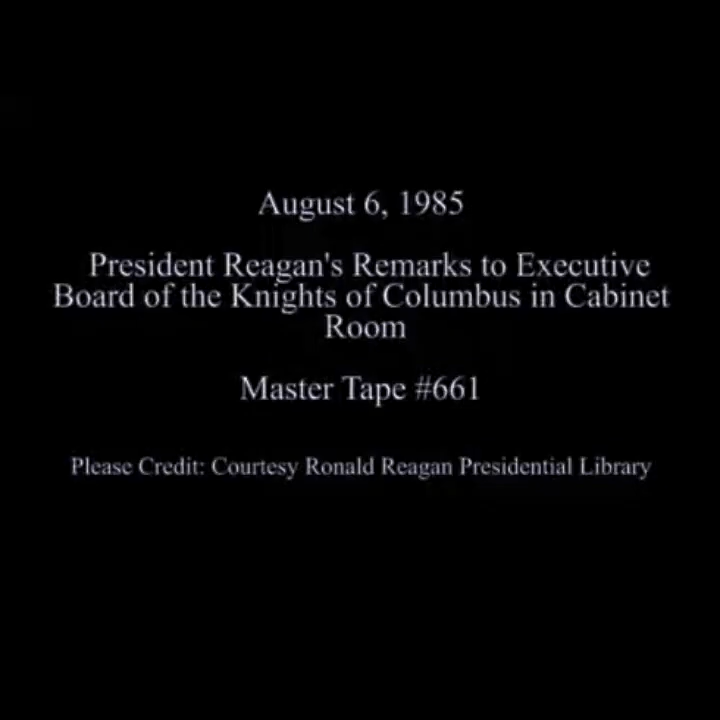 August 6, 1985
President Reagan's Remarks to Executive
Board of the Knights of Columbus in Cabinet
Room
Master Tape #661
Please Credit: Courtesy Ronald Reagan Presidential Library